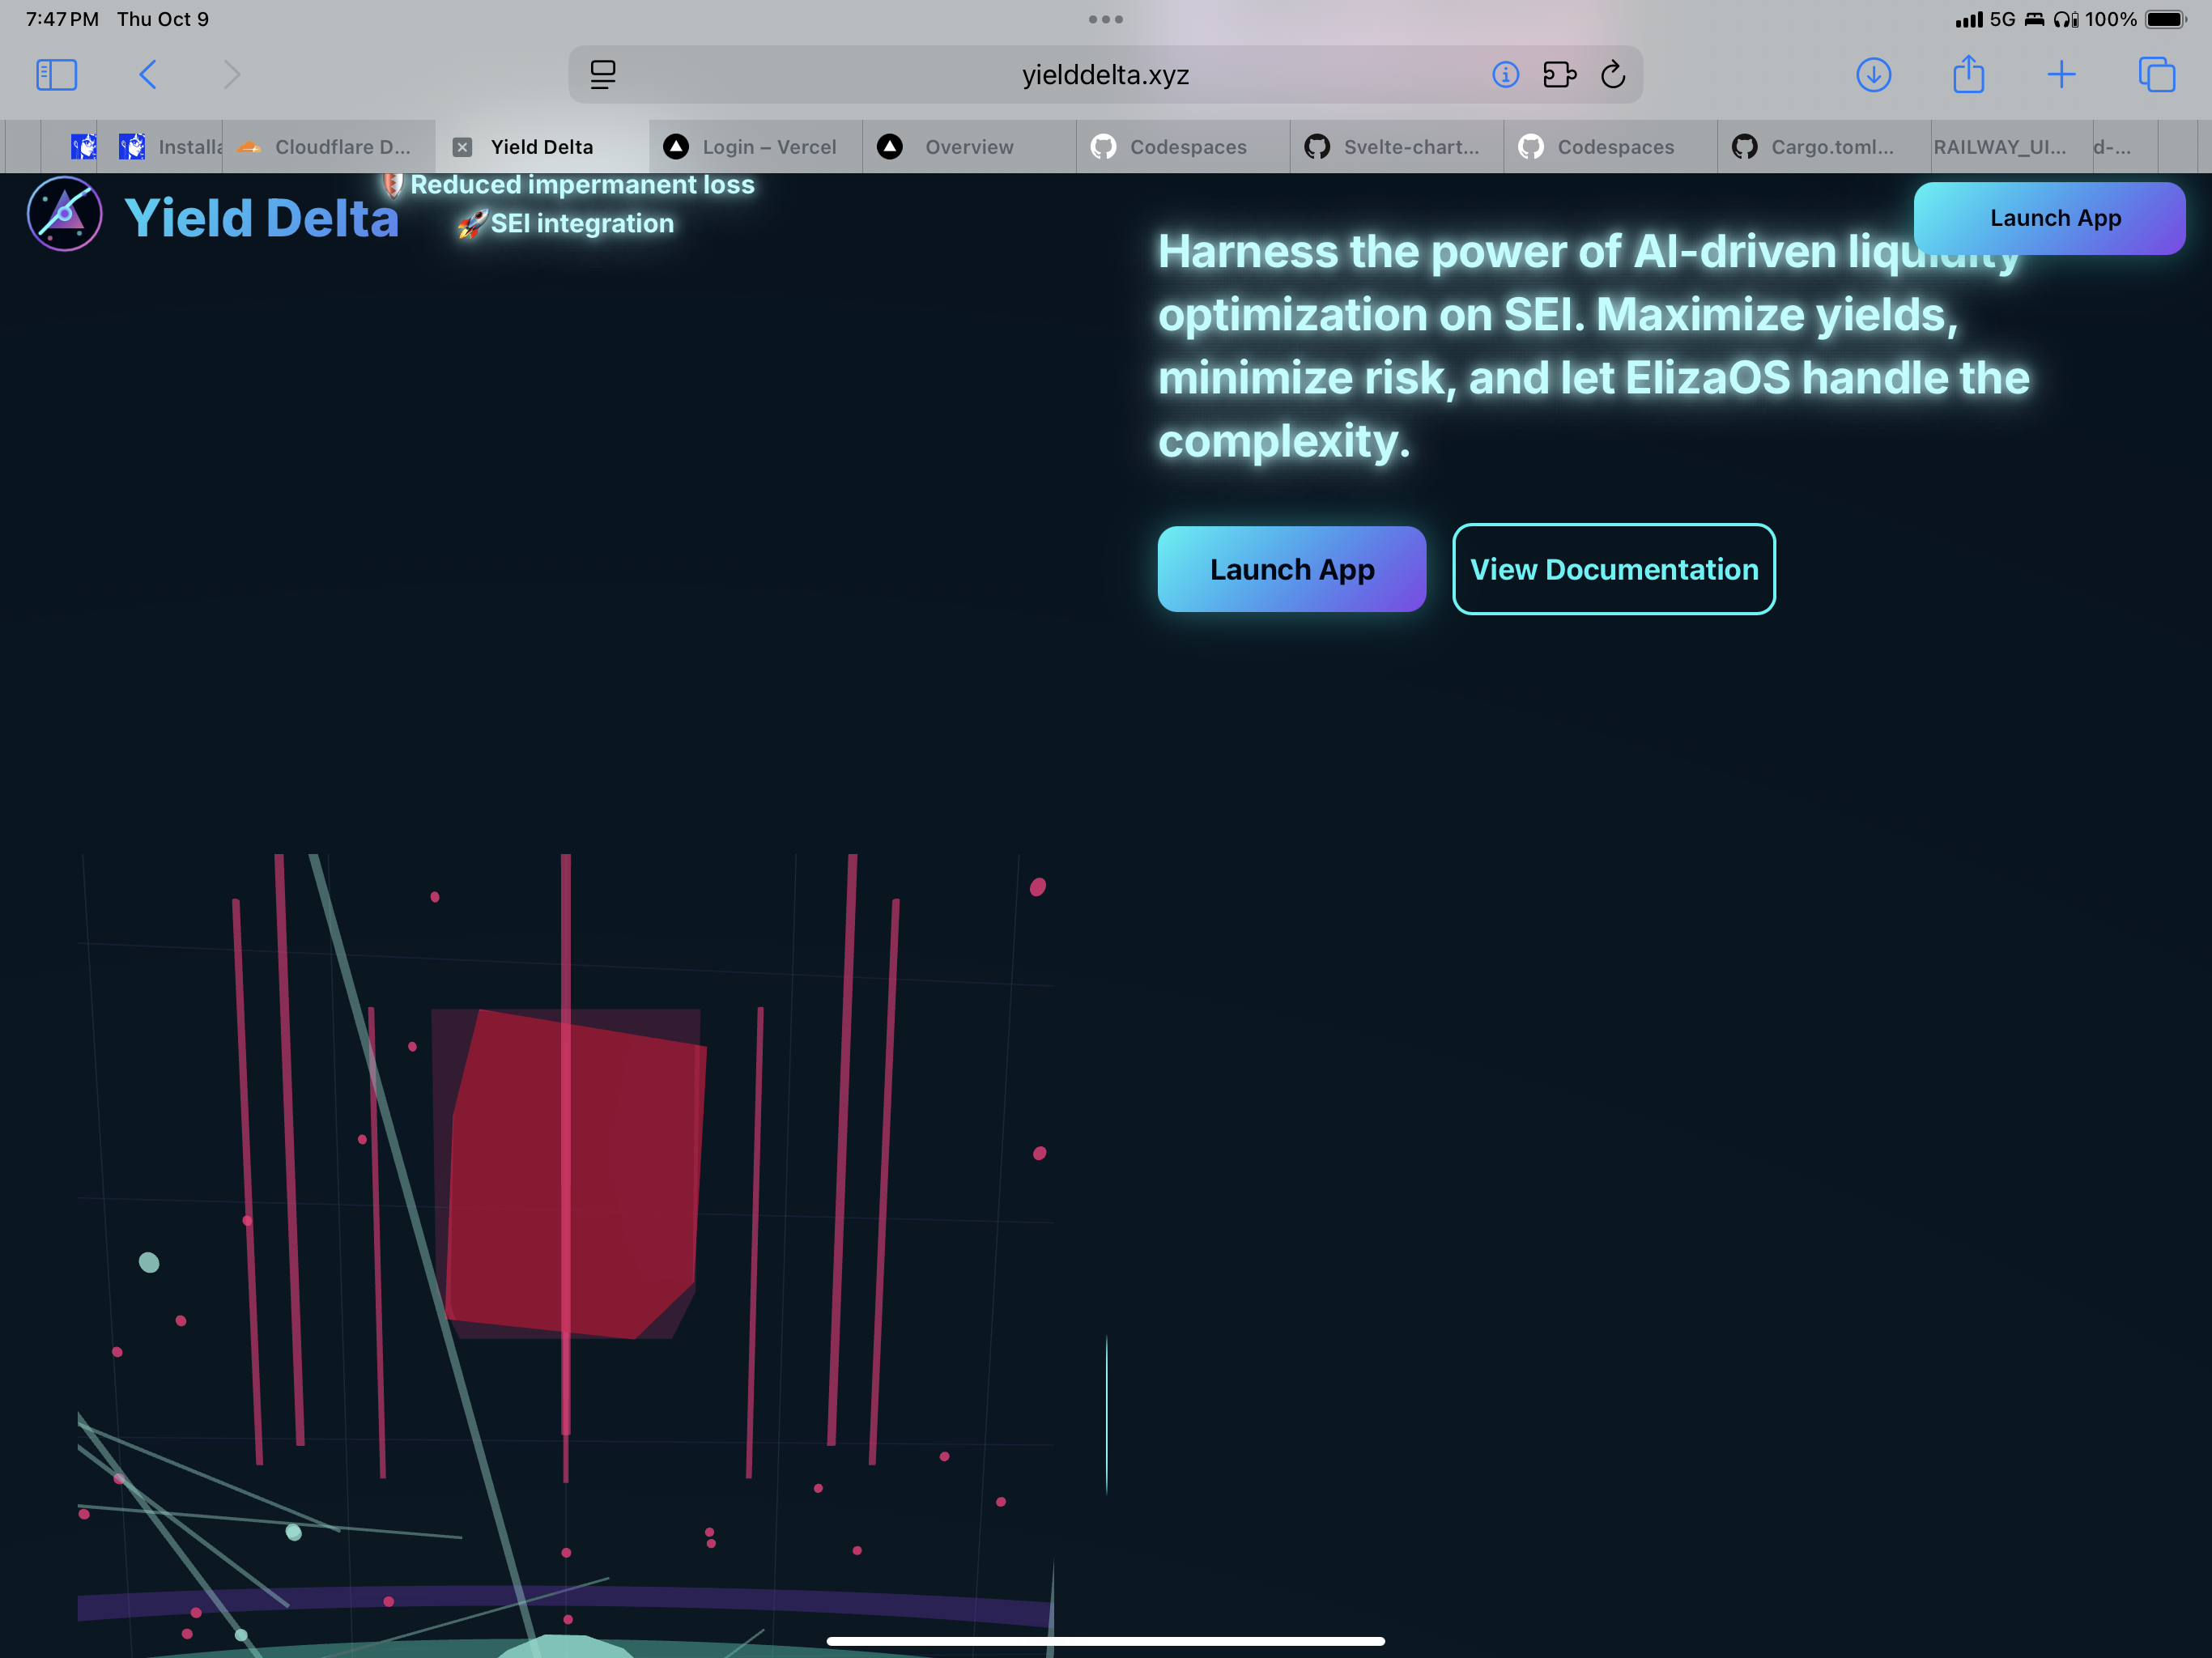 7:47 PM Thu Oct 9
5G 100%
yielddelta.xyz
Installa
Cloudflare D...
Yield Delta
Login – Vercel
Overview
Codespaces
Svelte-chart...
Codespaces
Cargo.toml...
RAILWAY_UI...
d-...
Yield Delta
Reduced impermanent loss
SEI integration
Launch App
Harness the power of AI-driven liquidity
optimization on SEI. Maximize yields,
minimize risk, and let ElizaOS handle the
complexity.
Launch App
View Documentation